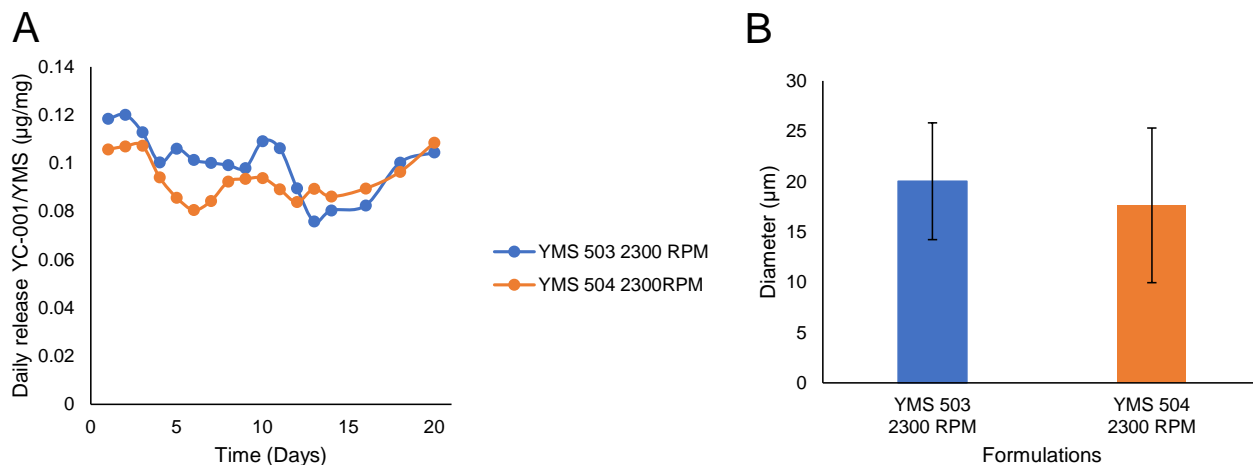 A
Daily release YC-001/YMS (µg/mg)
0.14
0.12
0.1
0.08
0.06
0.04
0.02
0
0
5
10
15
20
Time (Days)
YMS 503 2300 RPM
YMS 504 2300RPM
B
Diameter (µm)
30
25
20
15
10
5
0
YMS 503
2300 RPM
YMS 504
2300 RPM
Formulations